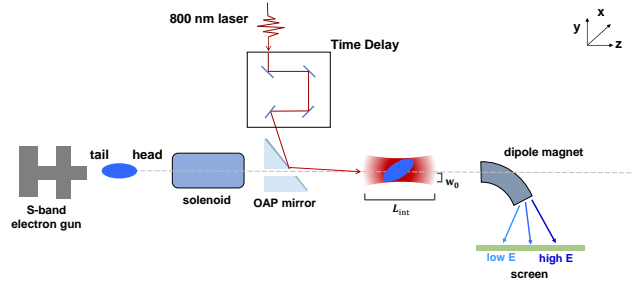 800 nm laser
Time Delay
x
y
z
tail head
dipole magnet
w₀
S-band
electron gun
solenoid
OAP mirror
L_int
low E
high E
screen